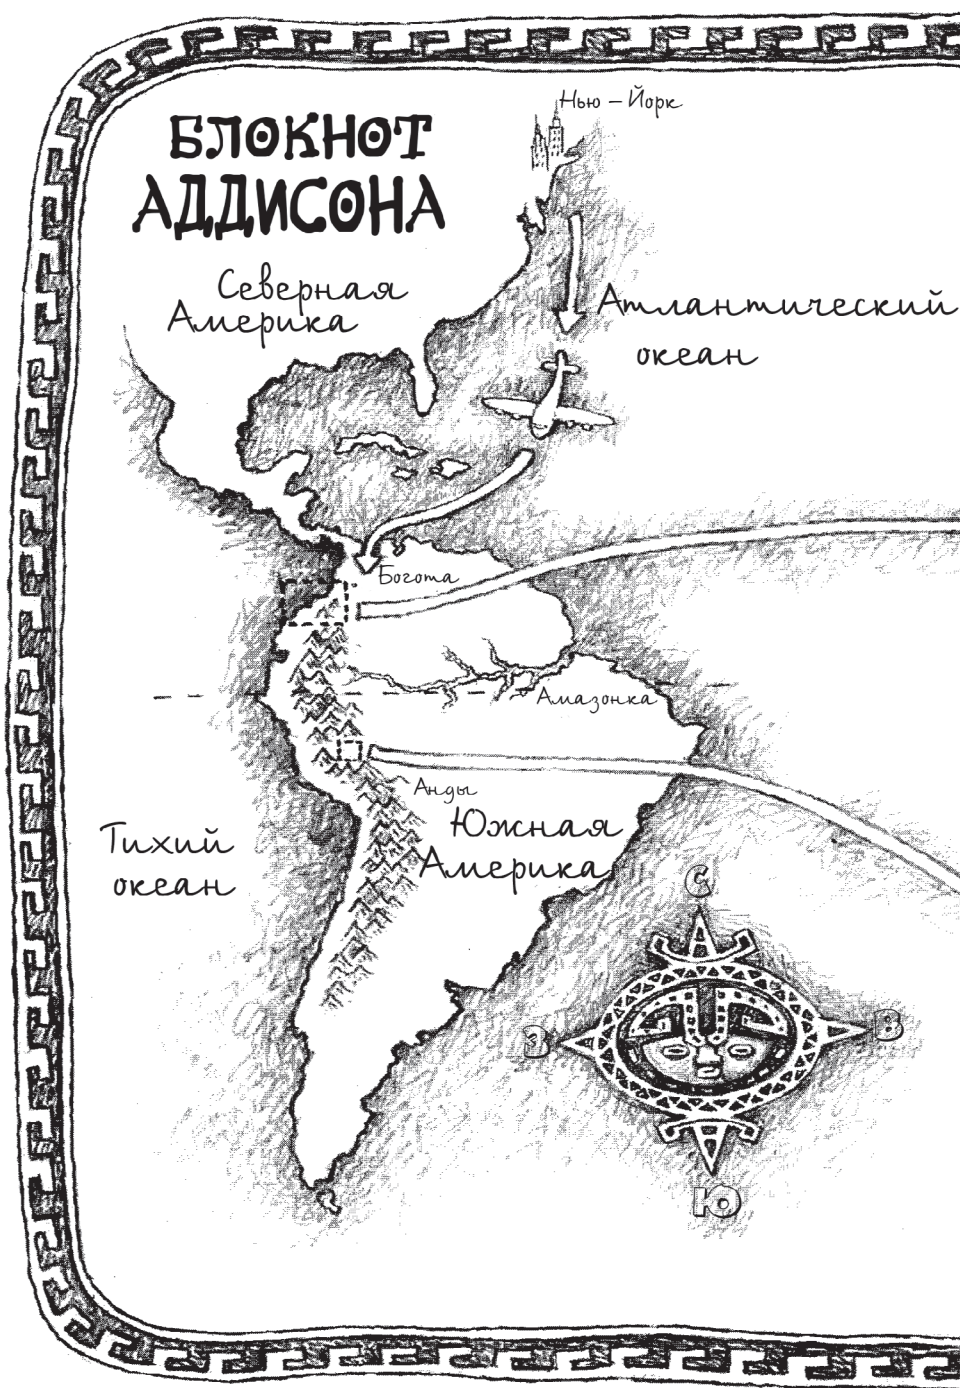 Нью – Йорк
БЛОКНОТ
АДДИСОНА
Северная
Америка
Атлантический
океан
Богота
Амазонка
Анды
Южная
Америка
Тихий
океан
С
З
В
Ю